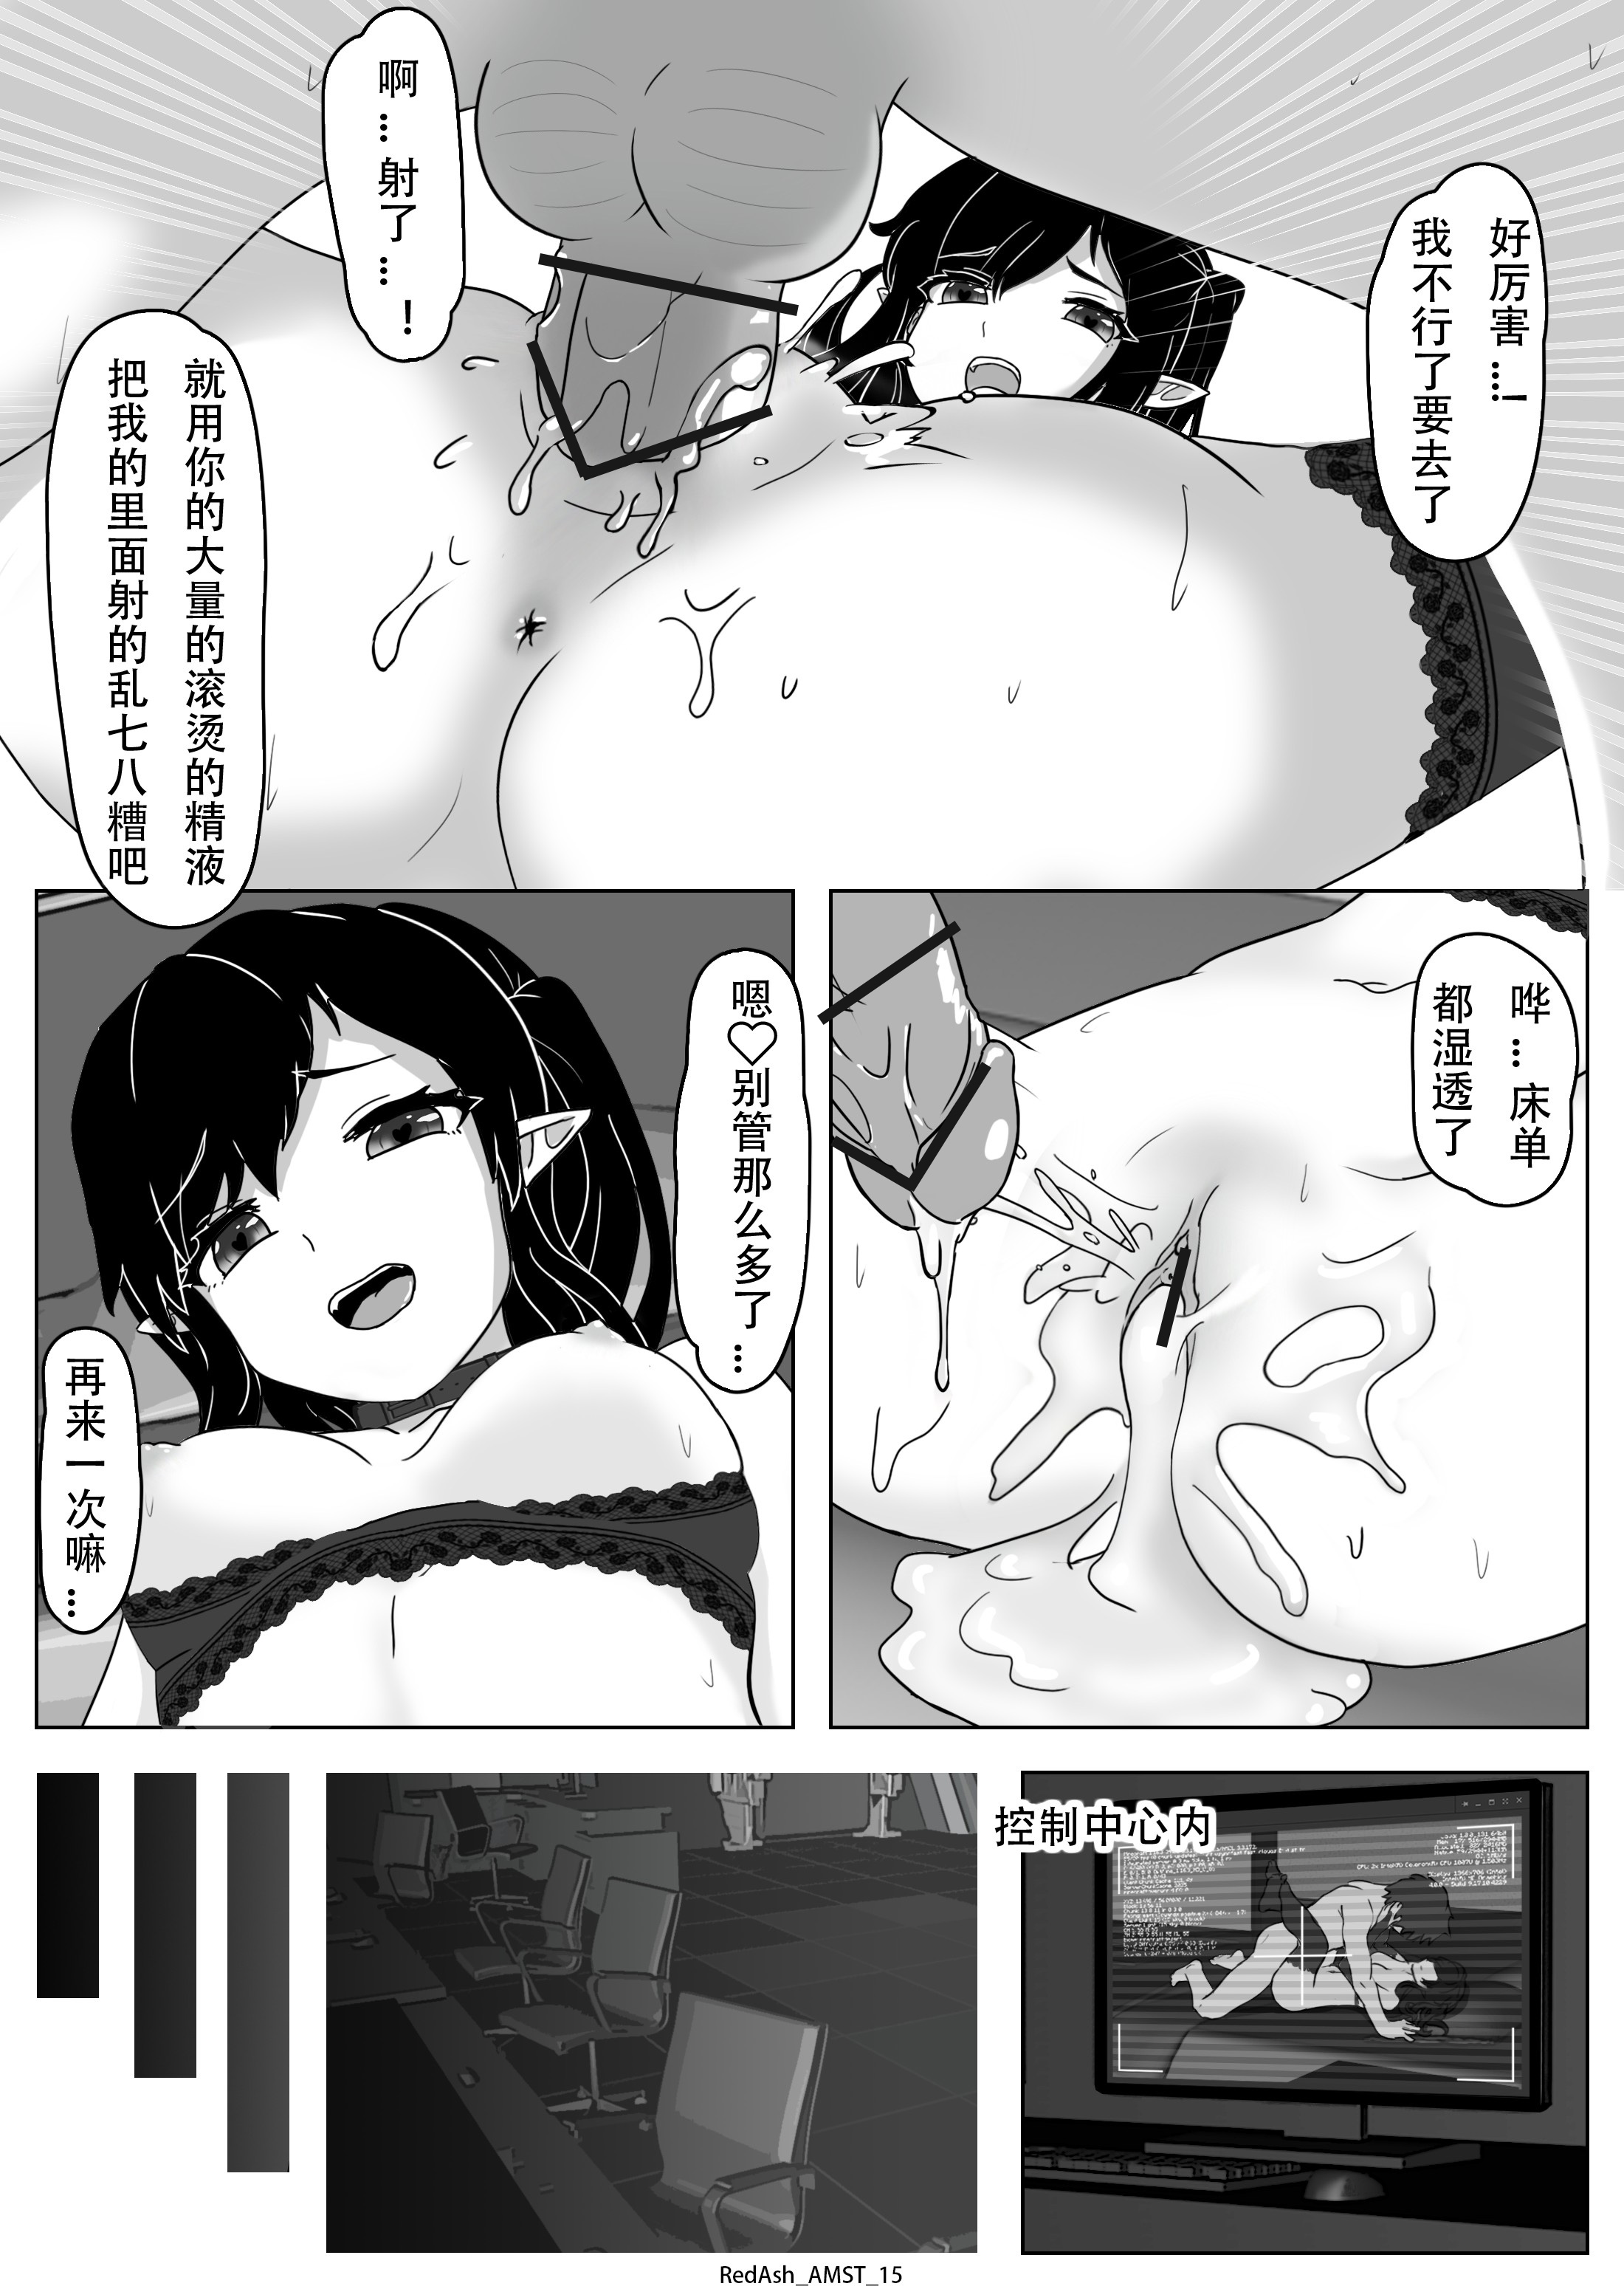 好厉害....!
我不行了要去了
啊...射了...！
就用你的大量的滚烫的精液
把我的里面射的乱七八糟吧
哗...床单
都湿透了
嗯♡别管那么多了...
再来一次嘛...
控制中心内
RedAsh_AMST_15